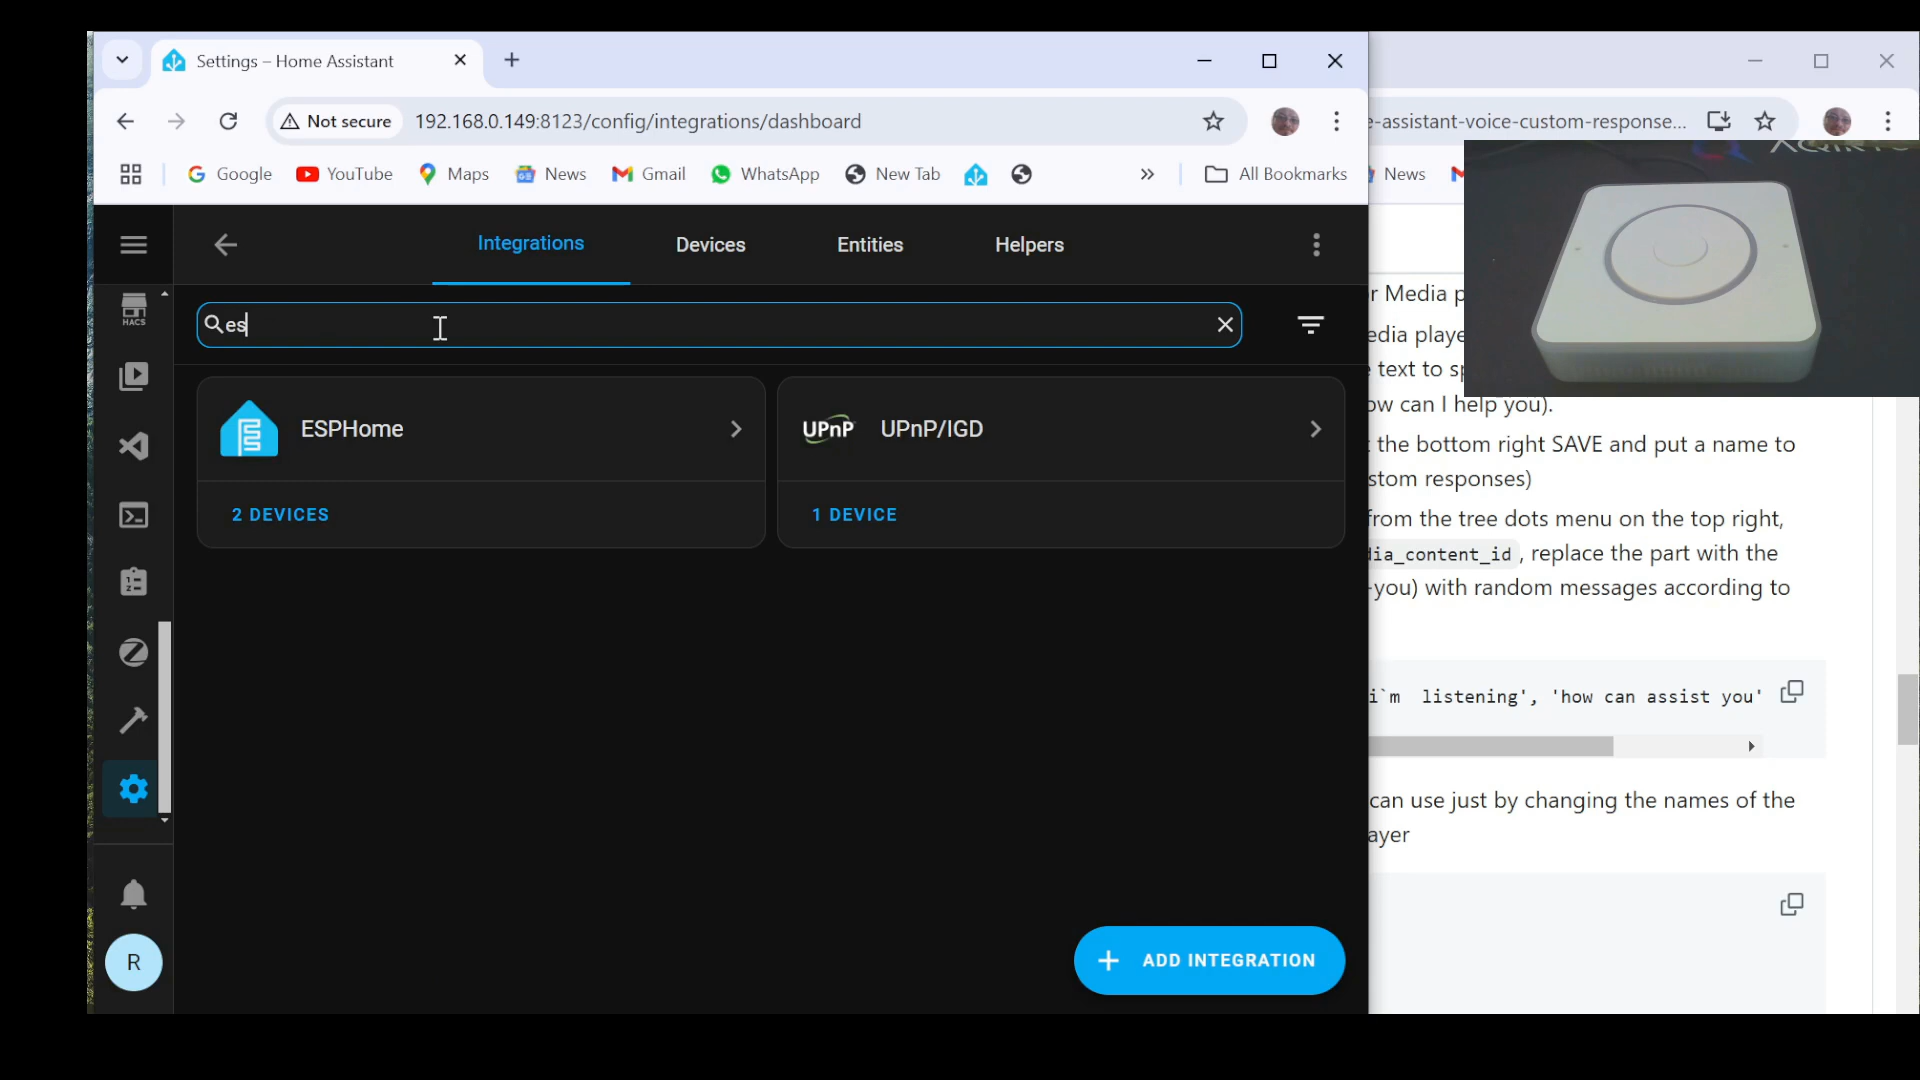 Settings – Home Assistant
Not secure
192.168.0.149:8123/config/integrations/dashboard
e-assistant-voice-custom-response...
Google
YouTube
Maps
News
Gmail
WhatsApp
New Tab
»
All Bookmarks
News
Integrations
Devices
Entities
Helpers
HACS
es
ESPHome
2 DEVICES
UPnP
UPnP/IGD
1 DEVICE
R
ADD INTEGRATION
r Media p
edia playe
text to sp
ow can I help you).
the bottom right SAVE and put a name to
stom responses)
from the tree dots menu on the top right,
dia_content_id, replace the part with the
-you) with random messages according to
i`m  listening', 'how can assist you'
can use just by changing the names of the
ayer